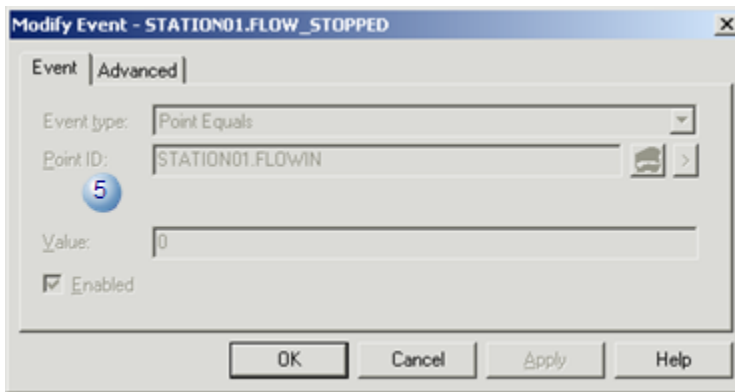 Modify Event - STATION01.FLOW_STOPPED
Event Advanced
Event type: Point Equals
Point ID: STATION01.FLOWIN >
5
Value: 0
Enabled
OK Cancel Apply Help